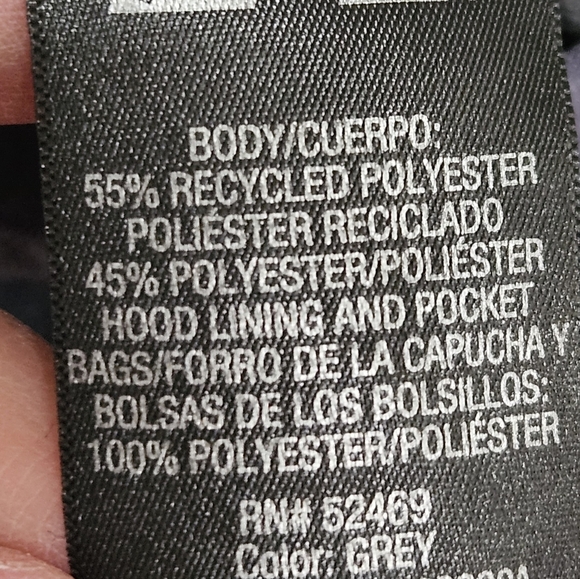 BODY/CUERPO:
55% RECYCLED POLYESTER
POLIÉSTER RECICLADO
45% POLYESTER/POLIÉSTER
HOOD LINING AND POCKET
BAGS/FORRO DE LA CAPUCHA Y
BOLSAS DE LOS BOLSILLOS:
100% POLYESTER/POLIÉSTER
RN# 52469
Color: GREY